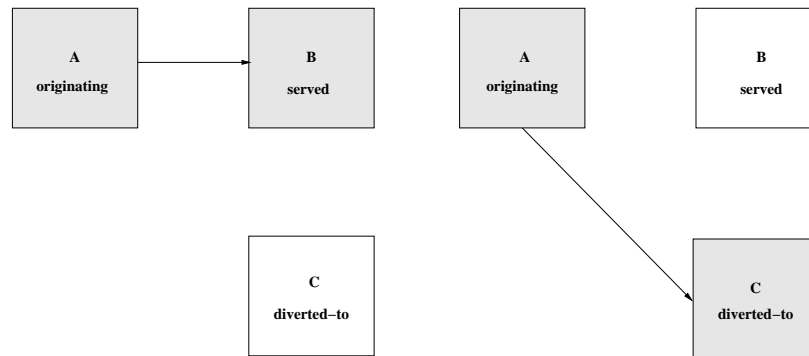 A
originating
B
served
A
originating
B
served
C
diverted−to
C
diverted−to